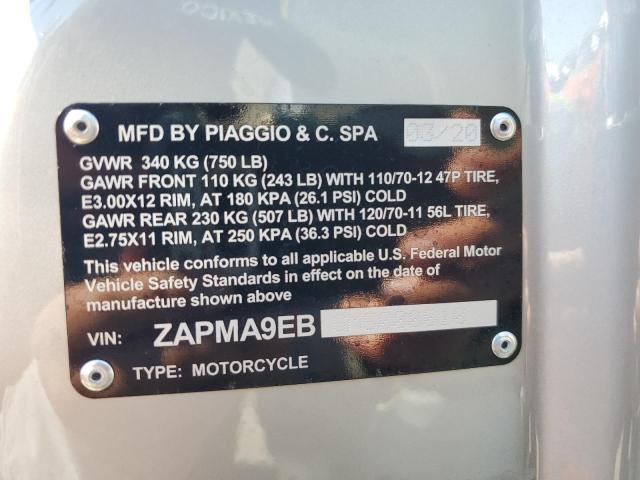 MEXICO
MFD BY PIAGGIO & C. SPA 03/20
GVWR 340 KG (750 LB)
GAWR FRONT 110 KG (243 LB) WITH 110/70-12 47P TIRE,
E3.00X12 RIM, AT 180 KPA (26.1 PSI) COLD
GAWR REAR 230 KG (507 LB) WITH 120/70-11 56L TIRE,
E2.75X11 RIM, AT 250 KPA (36.3 PSI) COLD
This vehicle conforms to all applicable U.S. Federal Motor
Vehicle Safety Standards in effect on the date of
manufacture shown above
VIN: ZAPMA9EB
TYPE: MOTORCYCLE